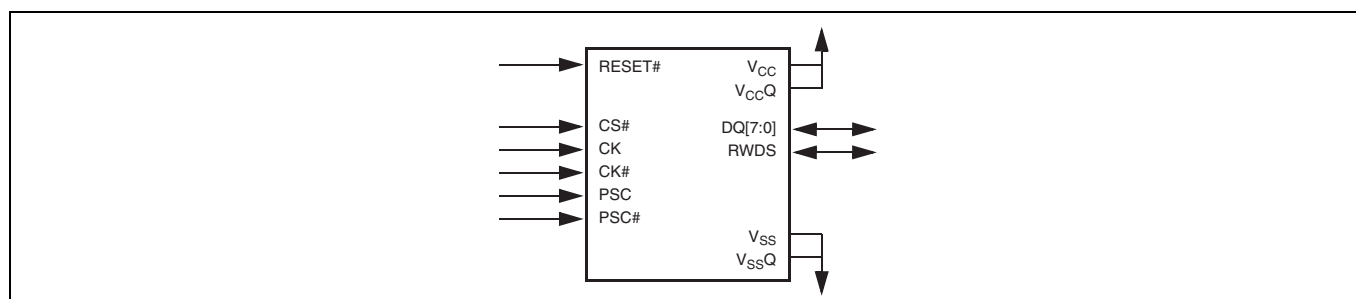 RESET#
CS#
CK
CK#
PSC
PSC#
VCC
VCCQ
DQ[7:0]
RWDS
VSS
VSSQ